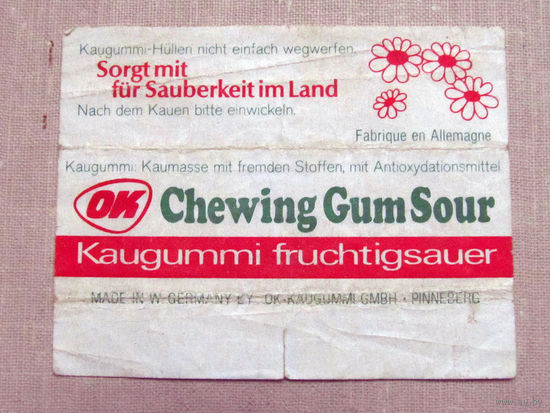 Kaugummi-Hüllen nicht einfach wegwerfen.
Sorgt mit
für Sauberkeit im Land
Nach dem Kauen bitte einwickeln.
Fabrique en Allemagne
Kaugummi: Kaumasse mit fremden Stoffen, mit Antioxydationsmittel
OK Chewing Gum Sour
Kaugummi fruchtigsauer
MADE IN W-GERMANY BY OK-KAUGUMMI GMBH • PINNEBERG